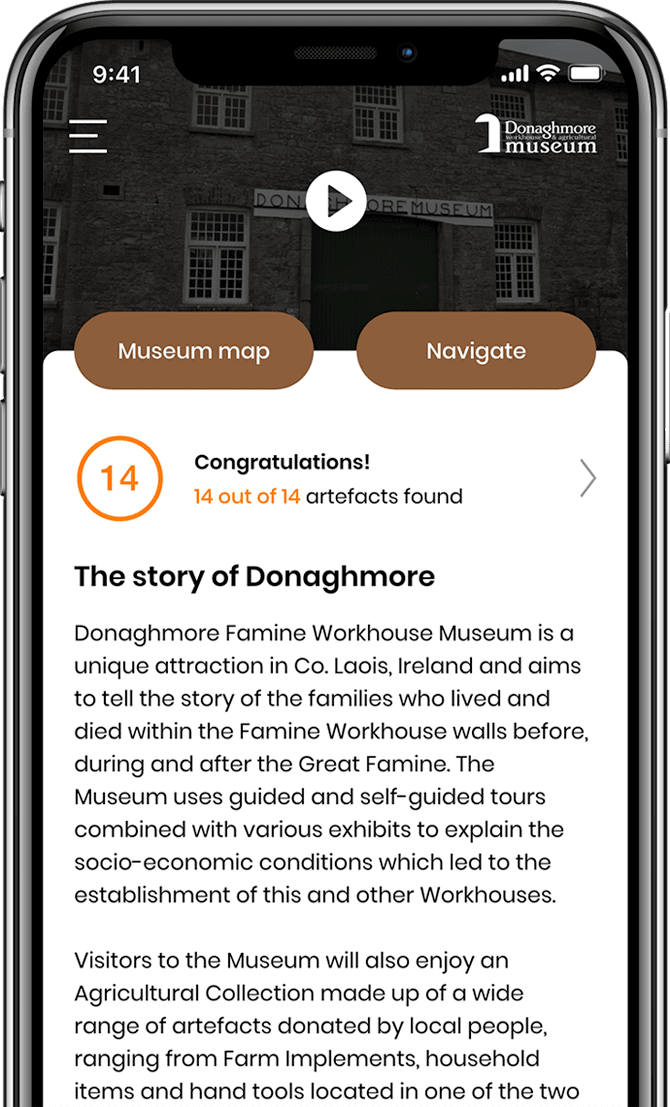 9:41
Donaghmore
workhouse & agricultural
museum
DONAGHMORE MUSEUM
Museum map
Navigate
14
Congratulations!
14 out of 14 artefacts found
The story of Donaghmore
Donaghmore Famine Workhouse Museum is a
unique attraction in Co. Laois, Ireland and aims
to tell the story of the families who lived and
died within the Famine Workhouse walls before,
during and after the Great Famine. The
Museum uses guided and self-guided tours
combined with various exhibits to explain the
socio-economic conditions which led to the
establishment of this and other Workhouses.
Visitors to the Museum will also enjoy an
Agricultural Collection made up of a wide
range of artefacts donated by local people,
ranging from Farm Implements, household
items and hand tools located in one of the two